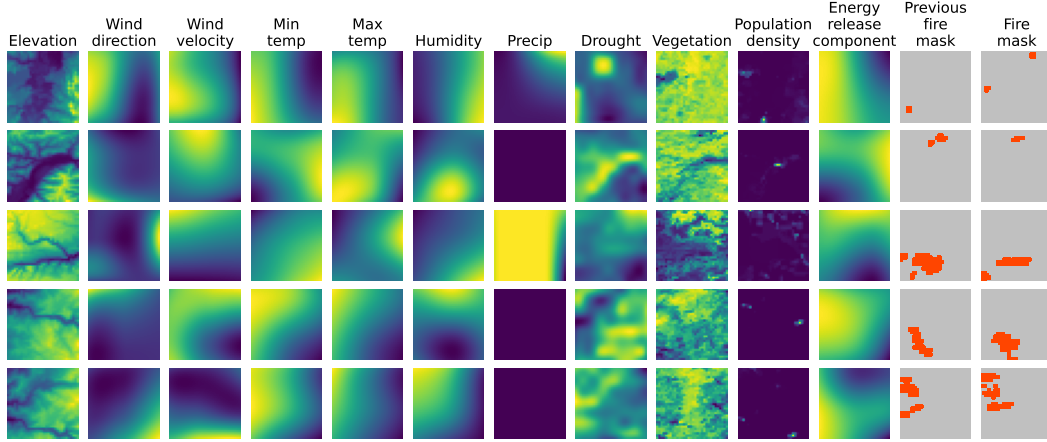 Elevation
Wind
direction
Wind
velocity
Min
temp
Max
temp
Humidity
Precip
Drought
Vegetation
Population
density
Energy
release
component
Previous
fire
mask
Fire
mask